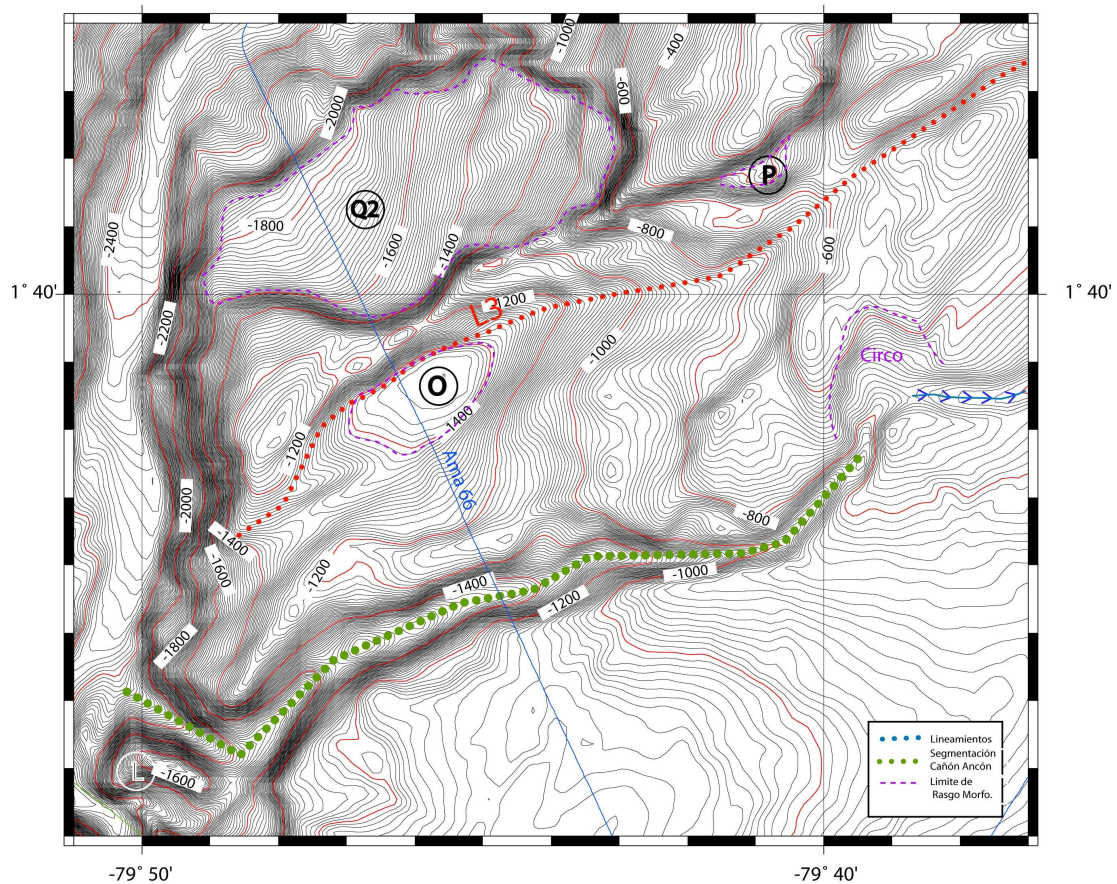 -1000
-400
-600
-2000
P
Q2
-1800
-2400
-1600
-1400
-800
-600
1˚ 40'
1˚ 40'
-1200
L3
-2200
-1000
Circo
O
-1400
-1200
Ama 66
-2000
-800
-1400
-1600
-1200
-1400
-1000
-1200
-1800
L
-1600
Lineamientos
Segmentación
Cañón Ancón
Limite de
Rasgo Morfo.
-79˚ 50'
-79˚ 40'